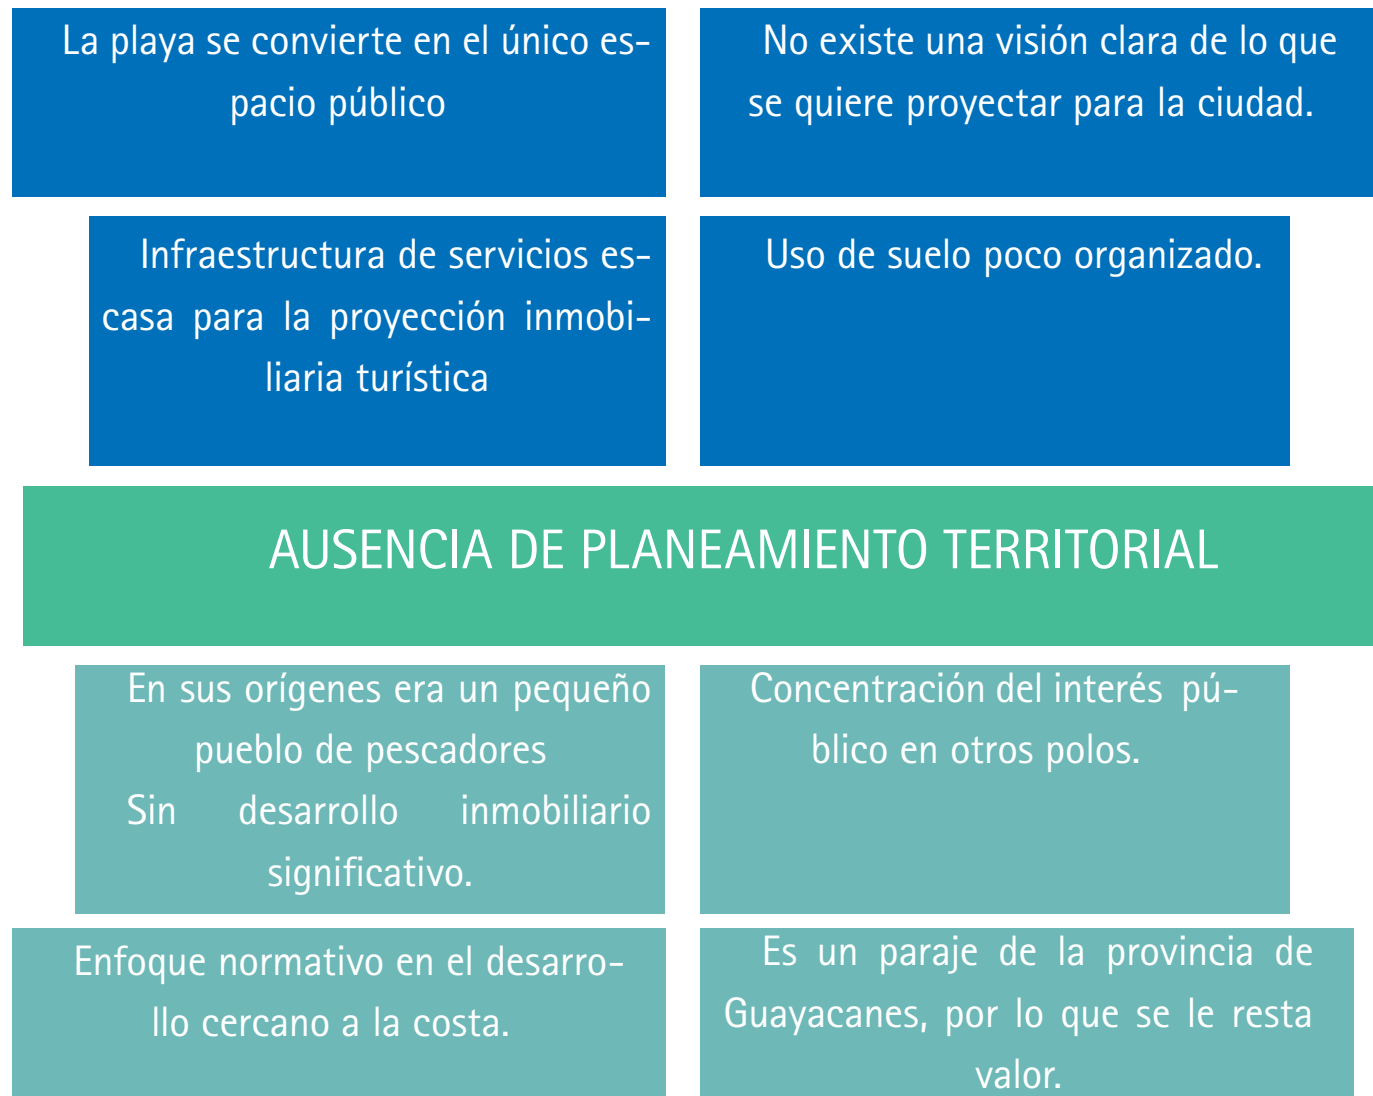 La playa se convierte en el único es-
pacio público
No existe una visión clara de lo que
se quiere proyectar para la ciudad.
Infraestructura de servicios es-
casa para la proyección inmobi-
liaria turística
Uso de suelo poco organizado.
AUSENCIA DE PLANEAMIENTO TERRITORIAL
En sus orígenes era un pequeño
pueblo de pescadores
Sin desarrollo inmobiliario
significativo.
Concentración del interés pú-
blico en otros polos.
Enfoque normativo en el desarro-
llo cercano a la costa.
Es un paraje de la provincia de
Guayacanes, por lo que se le resta
valor.